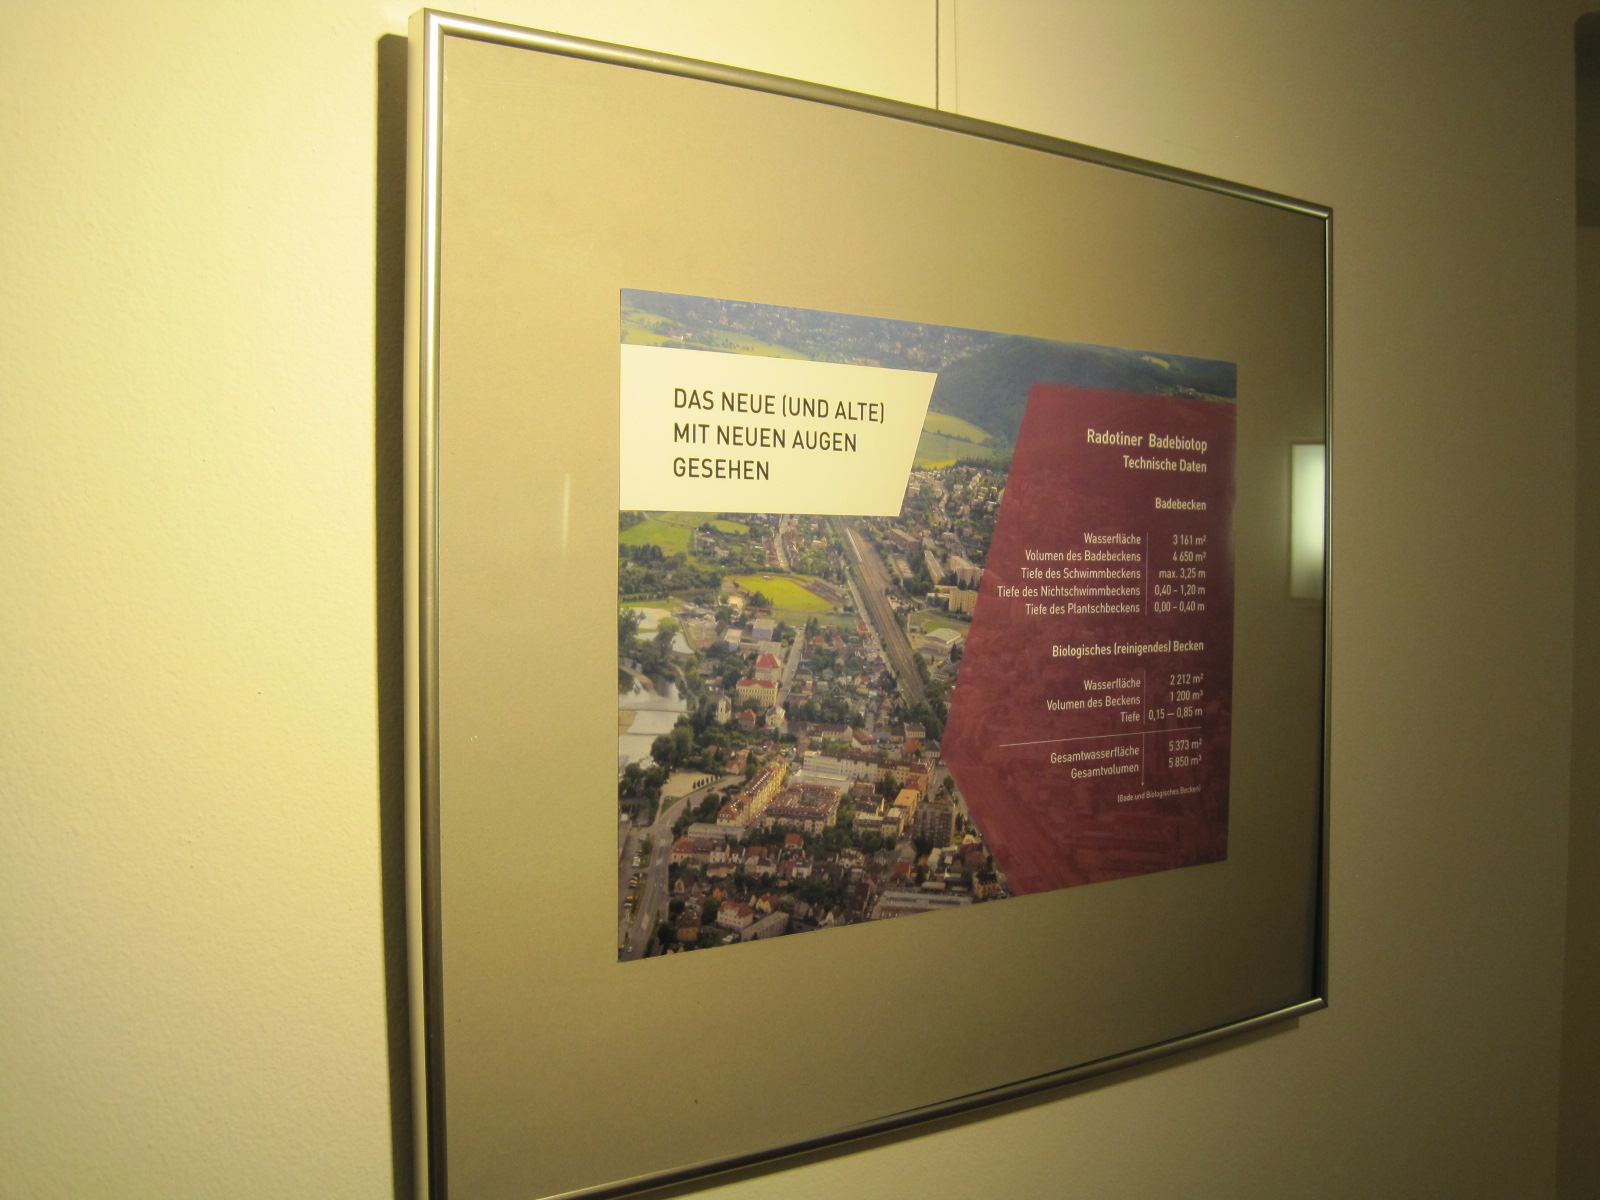 DAS NEUE (UND ALTE)
MIT NEUEN AUGEN
GESEHEN
Radotiner Badebiotop
Technische Daten
Badebecken
Wasserfläche 3 161 m²
Volumen des Badebeckens 4 650 m³
Tiefe des Schwimmbeckens max. 3,25 m
Tiefe des Nichtschwimmbeckens 0,40 - 1,20 m
Tiefe des Plantschbeckens 0,00 - 0,40 m
Biologisches (reinigendes) Becken
Wasserfläche 2 212 m²
Volumen des Beckens 1 200 m³
Tiefe 0,15 — 0,85 m
Gesamtwasserfläche 5 373 m²
Gesamtvolumen 5 850 m³
(Bade und Biologisches Becken)